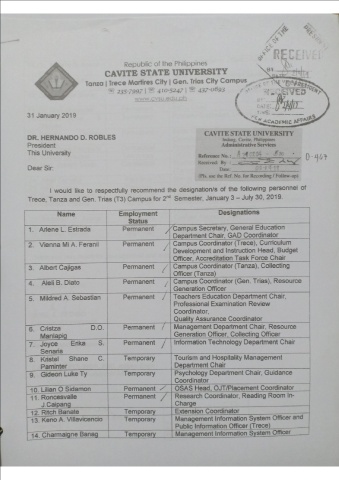 Republic of the Philippines
CAVITE STATE UNIVERSITY
Tanza | Trece Martires City | Gen. Trias City Campus
www.cvsu.edu.ph
31 January 2019
RECEIVED
RECEIVED
ACADEMIC AFFAIRS
DR. HERNANDO D. ROBLES
President
This University
CAVITE STATE UNIVERSITY
Indang, Cavite, Philippines
Administrative Services
Reference No.:
Received By:
Date:
(Pls. use the Ref. No. for Recording / Follow-up)
Dear Sir:
I would like to respectfully recommend the designation/s of the following personnel of
Trece, Tanza and Gen. Trias (T3) Campus for 2nd Semester, January 3 – July 30, 2019.
Name Employment Status Designations
1. Arlene L. Estrada Permanent Campus Secretary, General Education
Department Chair, GAD Coordinator
2. Vienna Mi A. Feranil Permanent Campus Coordinator (Trece), Curriculum
Development and Instruction Head, Budget
Officer, Accreditation Task Force Chair
3. Albert Cajigas Permanent Campus Coordinator (Tanza), Collecting
Officer (Tanza)
4. Aisli B. Diato Permanent Campus Coordinator (Gen. Trias), Resource
Generation Officer
5. Mildred A. Sebastian Permanent Teachers Education Department Chair,
Professional Examination Review
Coordinator,
Quality Assurance Coordinator
6. D.O. Permanent Management Department Chair, Resource
Manlapig Generation Officer, Collecting Officer
7. Joyce Erika S. Permanent Information Technology Department Chair
Senaris
8. Kristel Shane C. Temporary Tourism and Hospitality Management
Paminter Department Chair
9. Gideon Luke Ty Temporary Psychology Department Chair, Guidance
Coordinator
10. Lilian O Sidamon Permanent OSAS Head, OJT/Placement Coordinator
11. Roncesvalle Permanent Research Coordinator, Reading Room In-
J.Caipang Charge
12. Ritch Banate Temporary Extension Coordinator
13. Keno A. Villavicencio Temporary Management Information System Officer and
Public Information Officer (Trece)
14. Charmaigne Banag Temporary Management Information System Officer